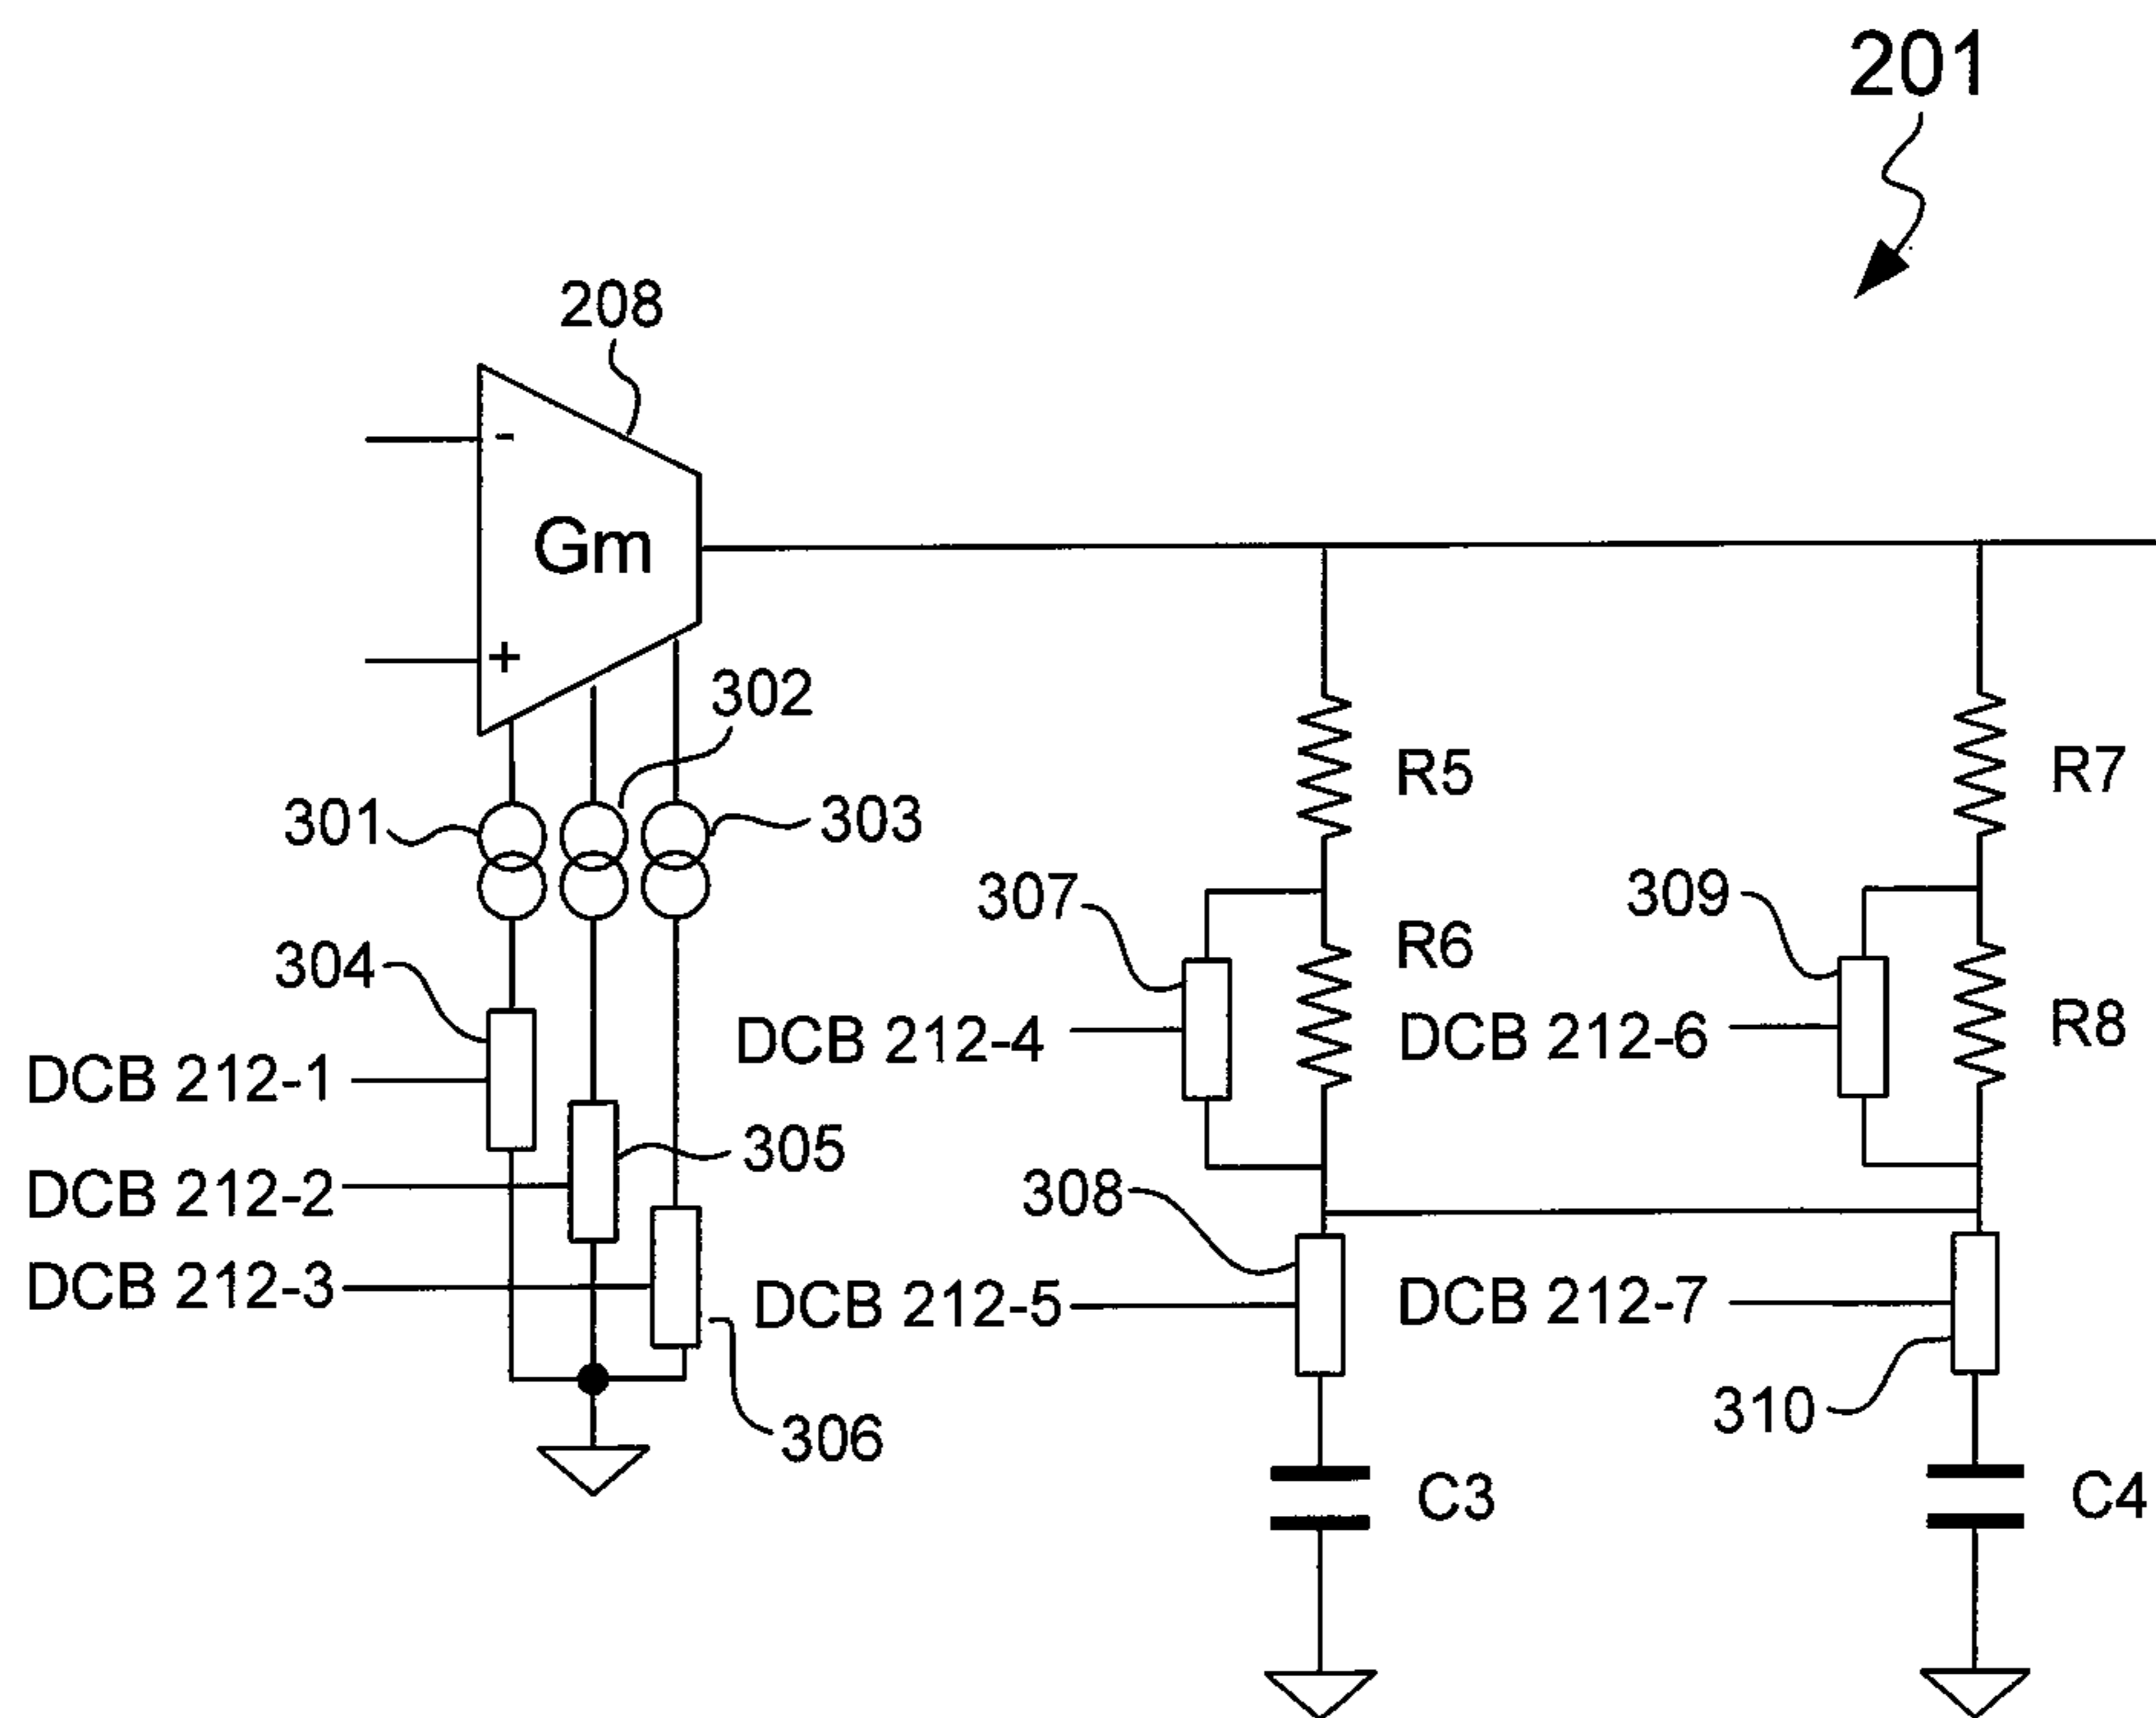 201
208
-
Gm
+
302
301
303
R5
R7
307
309
304
R6
DCB 212-4
DCB 212-6
R8
DCB 212-1
305
DCB 212-2
308
DCB 212-3
DCB 212-5
DCB 212-7
306
310
C3
C4